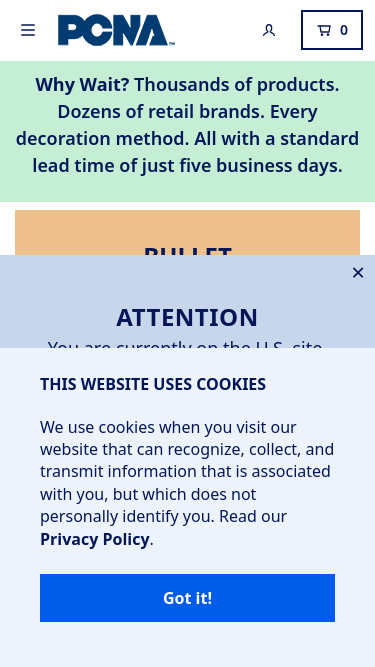 PCNA
0
Why Wait? Thousands of products.
Dozens of retail brands. Every
decoration method. All with a standard
lead time of just five business days.
BULLET
ATTENTION
You are currently on the U.S. site.
THIS WEBSITE USES COOKIES
We use cookies when you visit our
website that can recognize, collect, and
transmit information that is associated
with you, but which does not
personally identify you. Read our
Privacy Policy.
Got it!